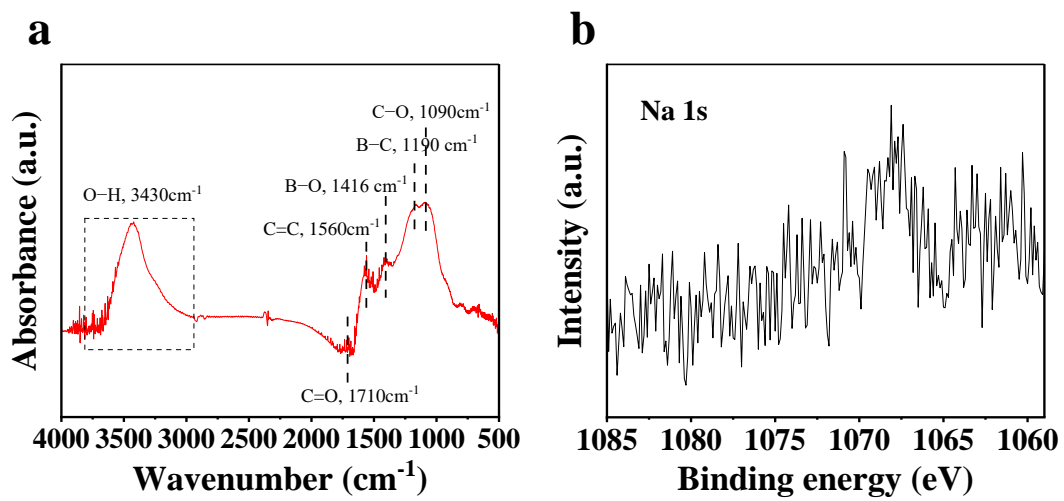 a
C−O, 1090cm⁻¹
B−C, 1190 cm⁻¹
O−H, 3430cm⁻¹
B−O, 1416 cm⁻¹
C=C, 1560cm⁻¹
C=O, 1710cm⁻¹
Absorbance (a.u.)
4000 3500 3000 2500 2000 1500 1000 500
Wavenumber (cm⁻¹)
b
Na 1s
Intensity (a.u.)
1085 1080 1075 1070 1065 1060
Binding energy (eV)